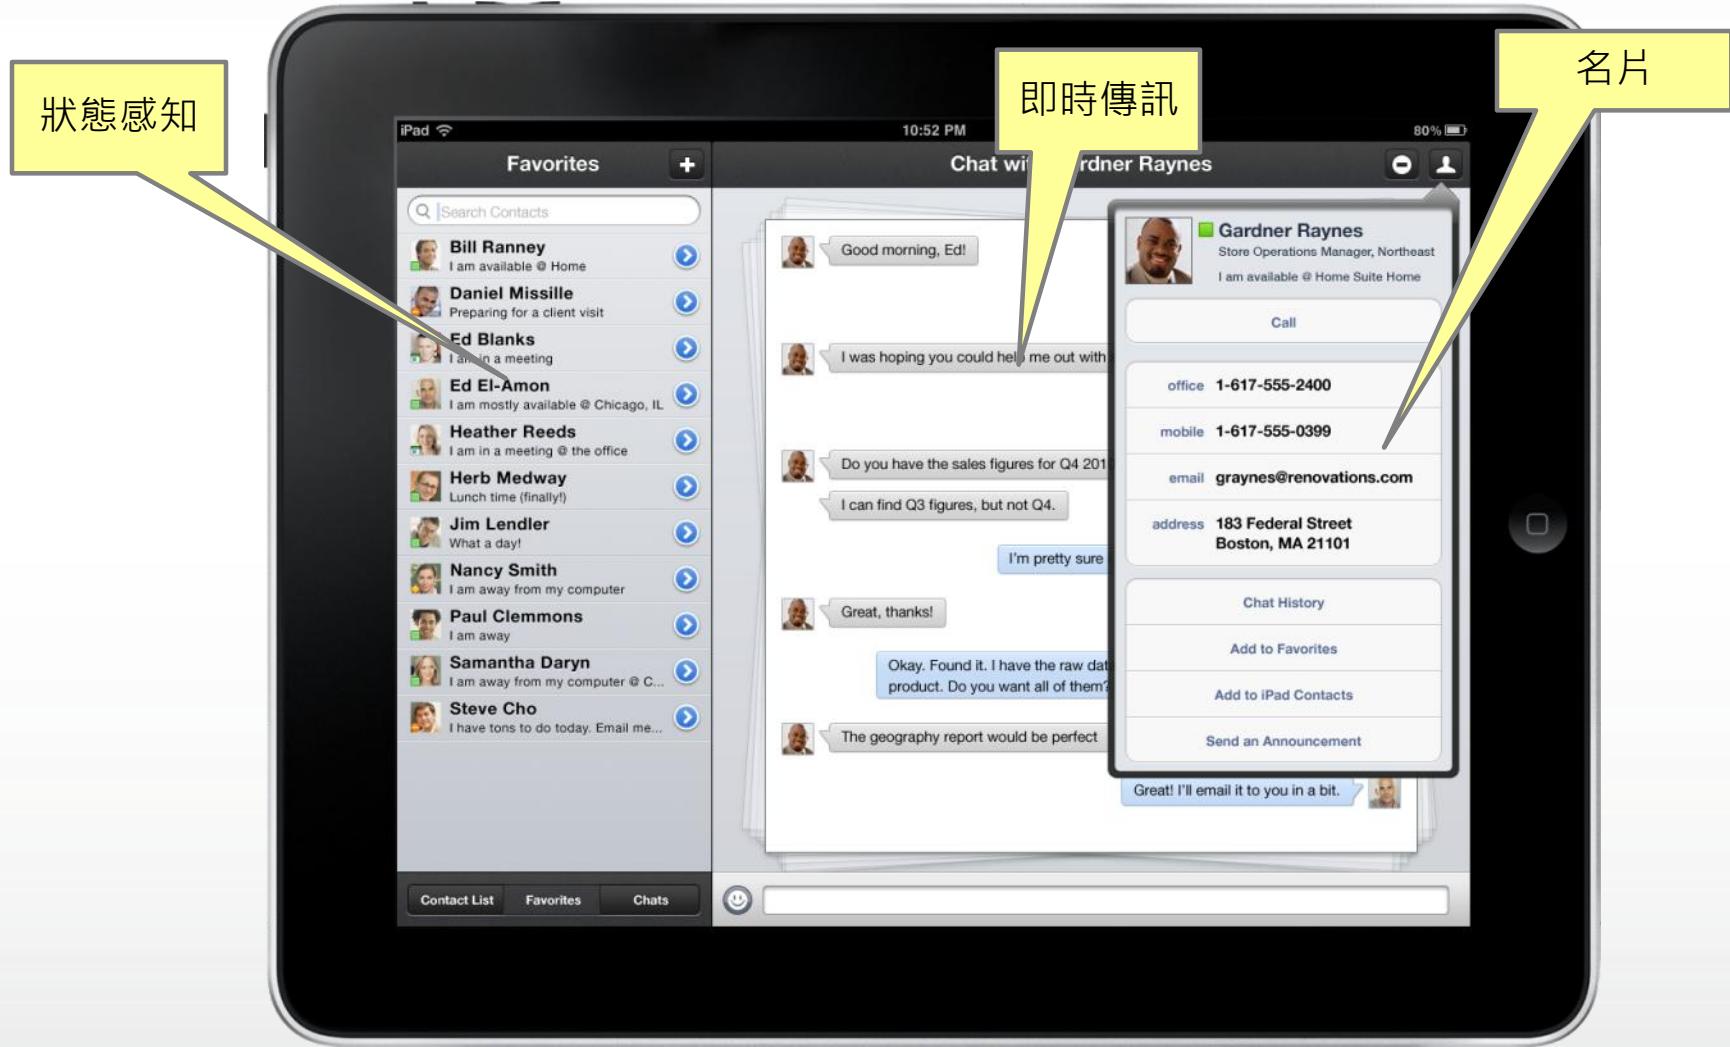 狀態感知
即時傳訊
名片
iPad
10:52 PM
80%
Favorites
+
Search Contacts
Bill Ranney
I am available @ Home
Daniel Missille
Preparing for a client visit
Ed Blanks
I am in a meeting
Ed El-Amon
I am mostly available @ Chicago, IL
Heather Reeds
I am in a meeting @ the office
Herb Medway
Lunch time (finally!)
Jim Lendler
What a day!
Nancy Smith
I am away from my computer
Paul Clemmons
I am away
Samantha Daryn
I am away from my computer @ C...
Steve Cho
I have tons to do today. Email me...
Contact List
Favorites
Chats
Chat with Gardner Raynes
Good morning, Ed!
I was hoping you could help me out with
Do you have the sales figures for Q4 201
I can find Q3 figures, but not Q4.
I'm pretty sure
Great, thanks!
Okay. Found it. I have the raw dat
product. Do you want all of them?
The geography report would be perfect
Great! I'll email it to you in a bit.
Gardner Raynes
Store Operations Manager, Northeast
I am available @ Home Suite Home
Call
office 1-617-555-2400
mobile 1-617-555-0399
email graynes@renovations.com
address 183 Federal Street
Boston, MA 21101
Chat History
Add to Favorites
Add to iPad Contacts
Send an Announcement